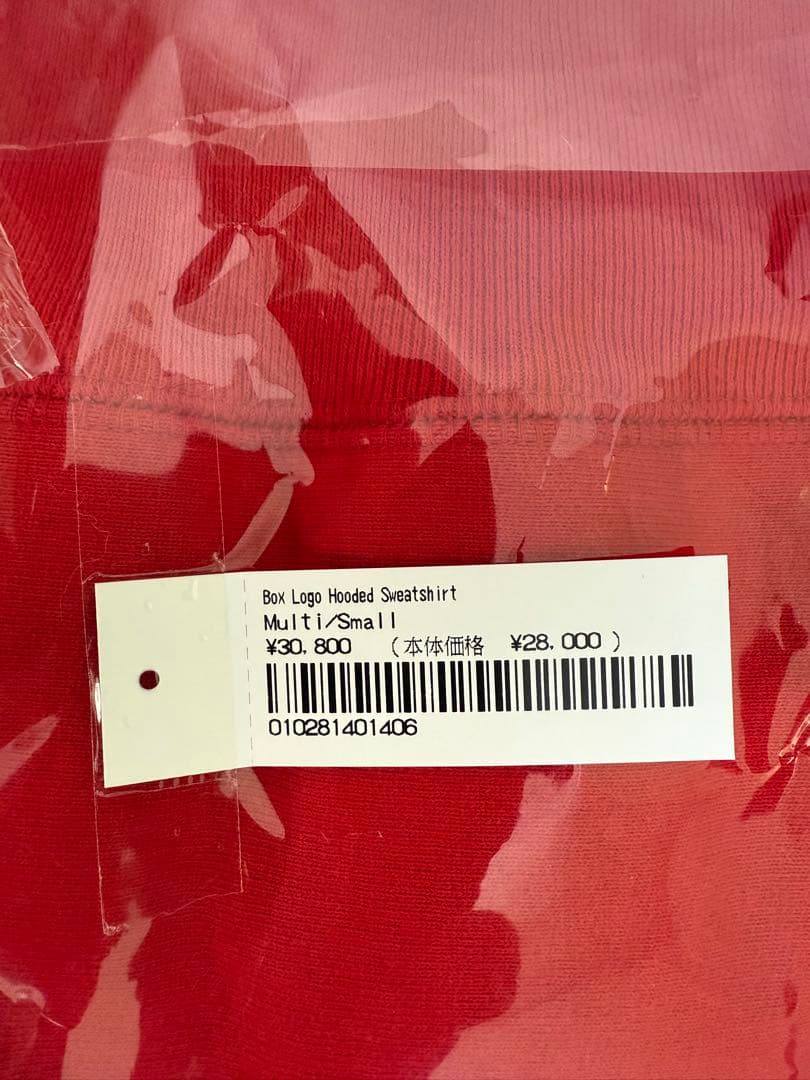 Box Logo Hooded Sweatshirt
Multi/Small
¥30,800 (本体価格 ¥28,000)
010281401406